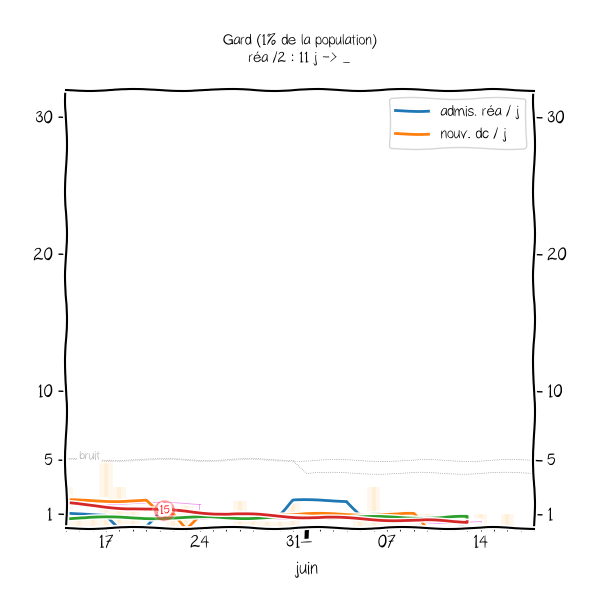 Gard (1% de la population)
réa /2 : 11 j -> _
30
30
admis. réa / j
nouv. dc / j
20
20
10
10
5
bruit
5
1
15
1
17
24
31
07
14
juin